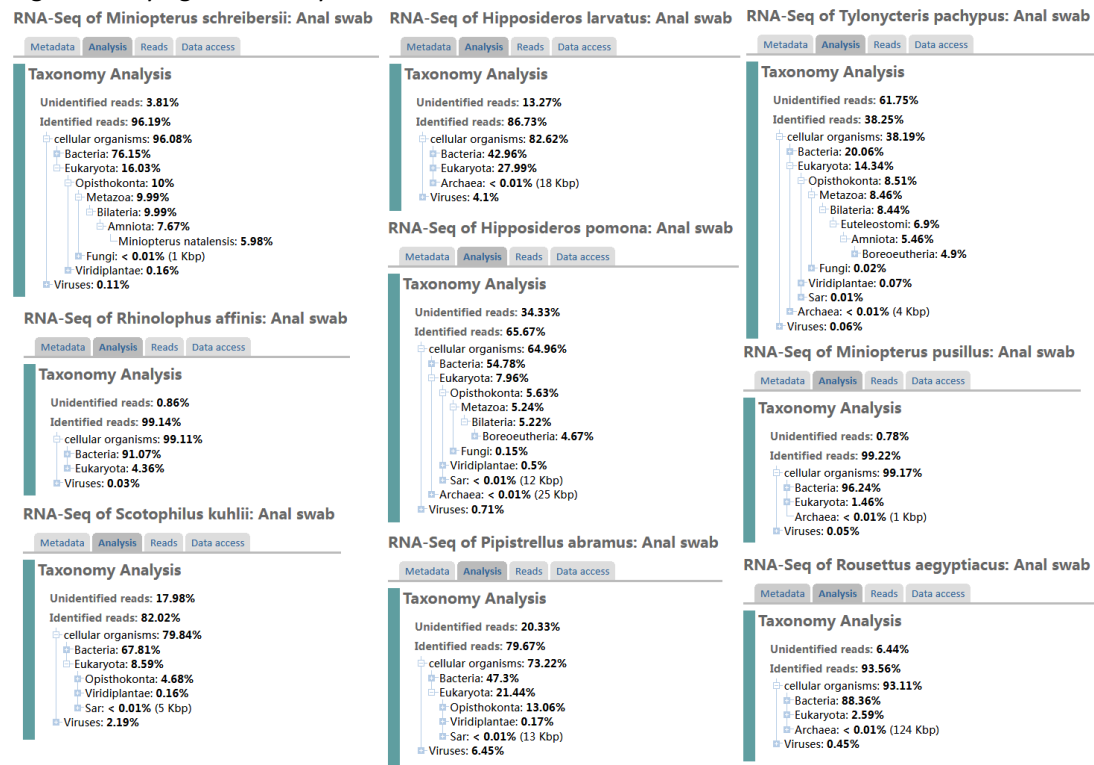 RNA-Seq of Miniopterus schreibersii: Anal swab
Metadata Analysis Reads Data access
Taxonomy Analysis
Unidentified reads: 3.81%
Identified reads: 96.19%
cellular organisms: 96.08%
Bacteria: 76.15%
Eukaryota: 16.03%
Opisthokonta: 10%
Metazoa: 9.99%
Bilateria: 9.99%
Amniota: 7.67%
Miniopterus natalensis: 5.98%
Fungi: < 0.01% (1 Kbp)
Viridiplantae: 0.16%
Viruses: 0.11%
RNA-Seq of Rhinolophus affinis: Anal swab
Metadata Analysis Reads Data access
Taxonomy Analysis
Unidentified reads: 0.86%
Identified reads: 99.14%
cellular organisms: 99.11%
Bacteria: 91.07%
Eukaryota: 4.36%
Viruses: 0.03%
RNA-Seq of Scotophilus kuhlii: Anal swab
Metadata Analysis Reads Data access
Taxonomy Analysis
Unidentified reads: 17.98%
Identified reads: 82.02%
cellular organisms: 79.84%
Bacteria: 67.81%
Eukaryota: 8.59%
Opisthokonta: 4.68%
Viridiplantae: 0.16%
Sar: < 0.01% (5 Kbp)
Viruses: 2.19%
RNA-Seq of Hipposideros larvatus: Anal swab
Metadata Analysis Reads Data access
Taxonomy Analysis
Unidentified reads: 13.27%
Identified reads: 86.73%
cellular organisms: 82.62%
Bacteria: 42.96%
Eukaryota: 27.99%
Archaea: < 0.01% (18 Kbp)
Viruses: 4.1%
RNA-Seq of Hipposideros pomona: Anal swab
Metadata Analysis Reads Data access
Taxonomy Analysis
Unidentified reads: 34.33%
Identified reads: 65.67%
cellular organisms: 64.96%
Bacteria: 54.78%
Eukaryota: 7.96%
Opisthokonta: 5.63%
Metazoa: 5.24%
Bilateria: 5.22%
Boreoeutheria: 4.67%
Fungi: 0.15%
Viridiplantae: 0.5%
Sar: < 0.01% (12 Kbp)
Archaea: < 0.01% (25 Kbp)
Viruses: 0.71%
RNA-Seq of Pipistrellus abramus: Anal swab
Metadata Analysis Reads Data access
Taxonomy Analysis
Unidentified reads: 20.33%
Identified reads: 79.67%
cellular organisms: 73.22%
Bacteria: 47.3%
Eukaryota: 21.44%
Opisthokonta: 13.06%
Viridiplantae: 0.17%
Sar: < 0.01% (13 Kbp)
Viruses: 6.45%
RNA-Seq of Tylonycteris pachypus: Anal swab
Metadata Analysis Reads Data access
Taxonomy Analysis
Unidentified reads: 61.75%
Identified reads: 38.25%
cellular organisms: 38.19%
Bacteria: 20.06%
Eukaryota: 14.34%
Opisthokonta: 8.51%
Metazoa: 8.46%
Bilateria: 8.44%
Euteleostomi: 6.9%
Amniota: 5.46%
Boreoeutheria: 4.9%
Fungi: 0.02%
Viridiplantae: 0.07%
Sar: 0.01%
Archaea: < 0.01% (4 Kbp)
Viruses: 0.06%
RNA-Seq of Miniopterus pusillus: Anal swab
Metadata Analysis Reads Data access
Taxonomy Analysis
Unidentified reads: 0.78%
Identified reads: 99.22%
cellular organisms: 99.17%
Bacteria: 96.24%
Eukaryota: 1.46%
Archaea: < 0.01% (1 Kbp)
Viruses: 0.05%
RNA-Seq of Rousettus aegyptiacus: Anal swab
Metadata Analysis Reads Data access
Taxonomy Analysis
Unidentified reads: 6.44%
Identified reads: 93.56%
cellular organisms: 93.11%
Bacteria: 88.36%
Eukaryota: 2.59%
Archaea: < 0.01% (124 Kbp)
Viruses: 0.45%